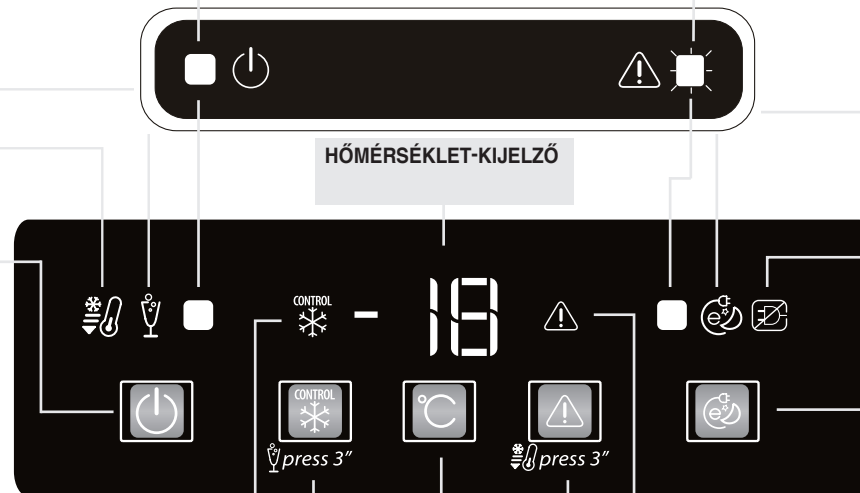 HŐMÉRSÉKLET-KIJELZŐ
CONTROL
-18
CONTROL
°C
press 3″
press 3″